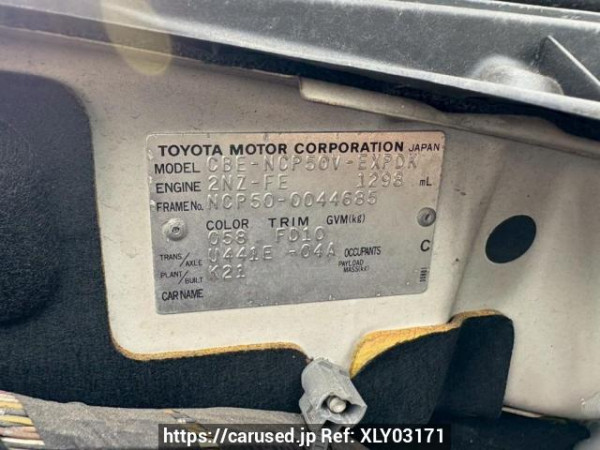 TOYOTA MOTOR CORPORATION JAPAN
MODEL CBE-NCP50V-EXPDK
ENGINE 2NZ-FE 1298 mL
FRAME No. NCP50-0044685
COLOR TRIM GVM(kg)
058 FD10
TRANS/AXLE U441E -04A OCCUPANTS
PLANT/BUILT K21 PAYLOAD MASS(kg)
C
CAR NAME
https://carused.jp Ref: XLY03171